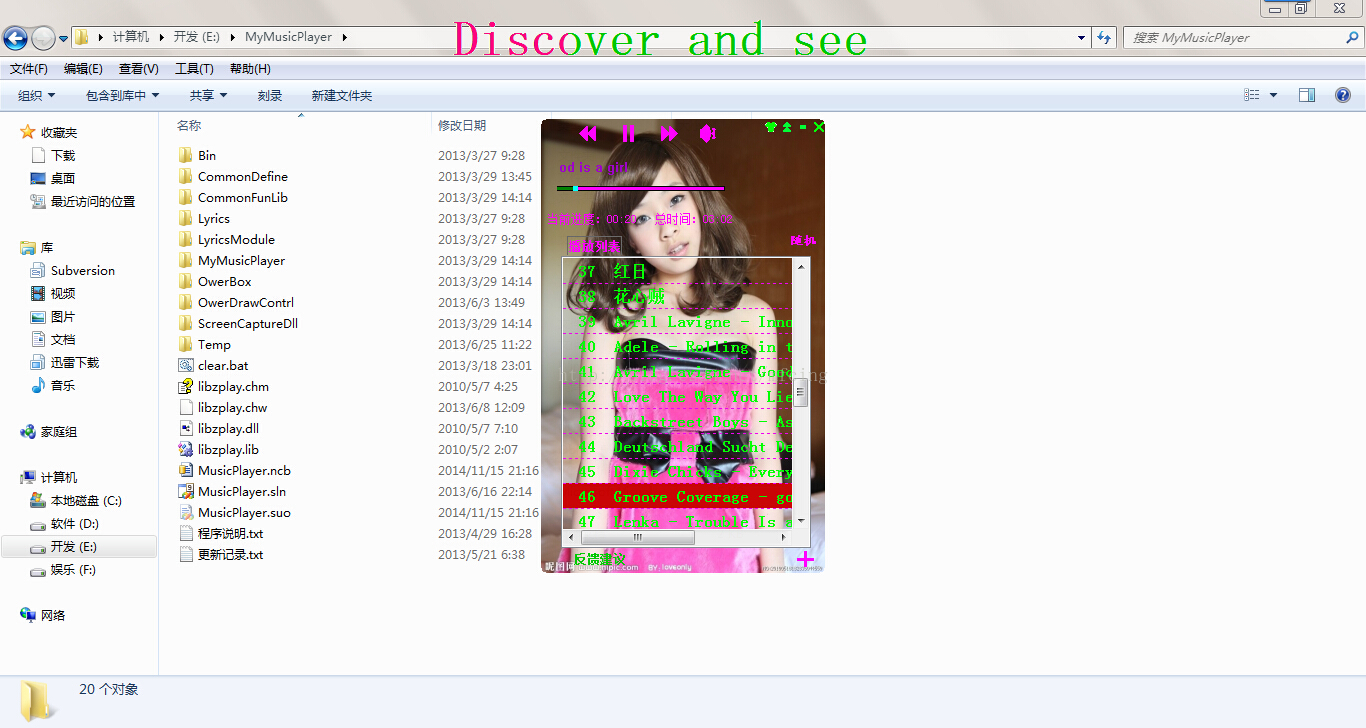 Discover and see
计算机 开发 (E:) MyMusicPlayer
搜索 MyMusicPlayer
文件(F) 编辑(E) 查看(V) 工具(T) 帮助(H)
组织 包含到库中 共享 刻录 新建文件夹
收藏夹
下载
桌面
最近访问的位置
库
Subversion
视频
图片
文档
迅雷下载
音乐
家庭组
计算机
本地磁盘 (C:)
软件 (D:)
开发 (E:)
娱乐 (F:)
网络
名称 修改日期
Bin 2013/3/27 9:28
CommonDefine 2013/3/29 13:45
CommonFunLib 2013/3/29 14:14
Lyrics 2013/3/27 9:28
LyricsModule 2013/3/27 9:28
MyMusicPlayer 2013/3/29 14:14
OwerBox 2013/3/29 14:14
OwerDrawContrl 2013/6/3 13:49
ScreenCaptureDll 2013/3/29 14:14
Temp 2013/6/25 11:22
clear.bat 2013/3/18 23:01
libzplay.chm 2010/5/7 4:25
libzplay.chw 2013/6/8 12:09
libzplay.dll 2010/5/7 7:10
libzplay.lib 2010/5/2 2:07
MusicPlayer.ncb 2014/11/15 21:16
MusicPlayer.sln 2013/6/16 22:14
MusicPlayer.suo 2014/11/15 21:16
程序说明.txt 2013/4/29 16:28
更新记录.txt 2013/5/21 6:38
od is a girl
当前进度: 总时间:
播放列表 随机
37 红日
38 花心贼
39 Avril Lavigne - Inno
40 Adele - Rolling in t
41 Avril Lavigne - Good
42 Love The Way You Lie
43 Backstreet Boys - As
44 Deutschland Sucht De
45 Dixie Chicks - Every
46 Groove Coverage - go
47 Lenka - Trouble Is a
反馈建议
BY.loveonly
20 个对象